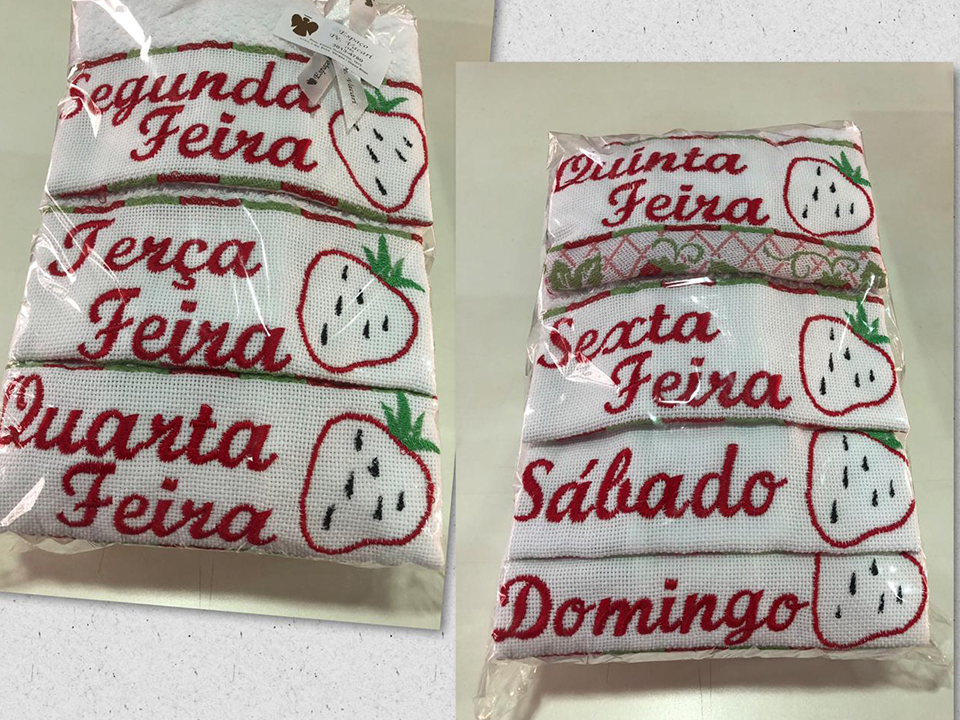 Segunda
Feira
Terça
Feira
Quarta
Feira
Quinta
Feira
Sexta
Feira
Sábado
Domingo